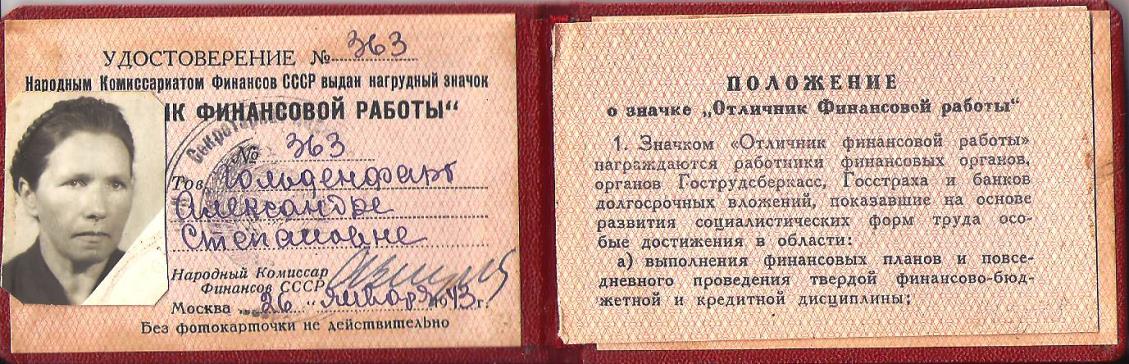 УДОСТОВЕРЕНИЕ № 363
Народным Комиссариатом Финансов СССР выдан нагрудный значок
ИК ФИНАНСОВОЙ РАБОТЫ“
№ 363
Тов. Гольденфарб
Александре
Степановне
Народный Комиссар
Финансов СССР
Москва 26 „ января 1943 г.
Без фотокарточки не действительно
ПОЛОЖЕНИЕ
о значке „Отличник Финансовой работы“
1. Значком «Отличник финансовой работы»
награждаются работники финансовых органов,
органов Гострудсберкасс, Госстраха и банков
долгосрочных вложений, показавшие на основе
развития социалистических форм труда осо-
бые достижения в области:
а) выполнения финансовых планов и повсе-
дневного проведения твердой финансово-бюд-
жетной и кредитной дисциплины;